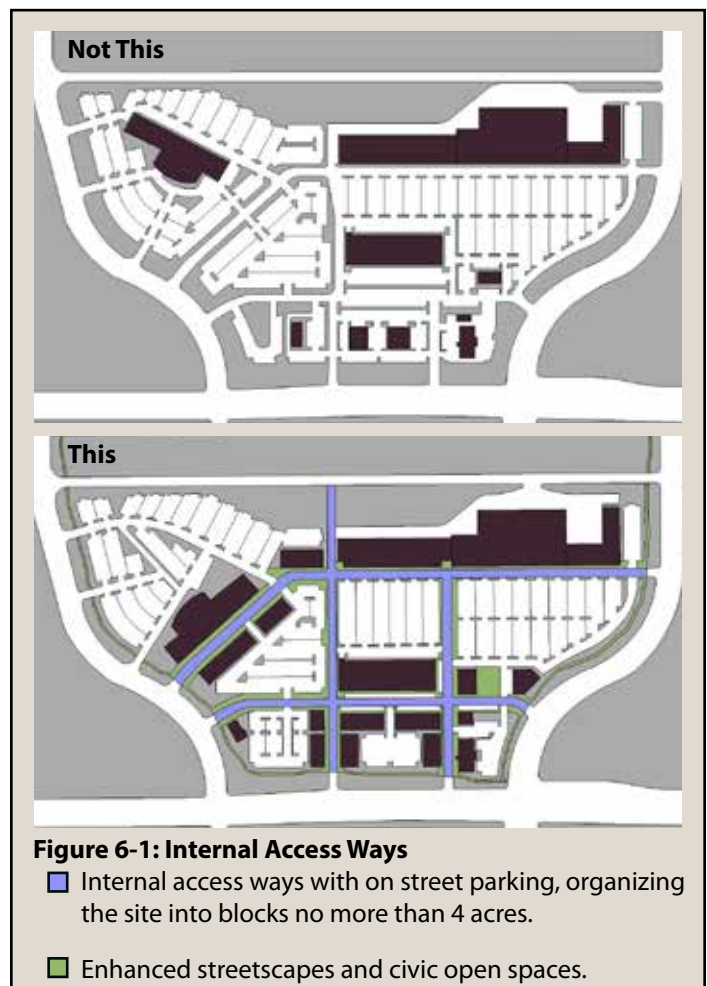 Not This
This
Figure 6-1: Internal Access Ways
Internal access ways with on street parking, organizing
the site into blocks no more than 4 acres.
Enhanced streetscapes and civic open spaces.